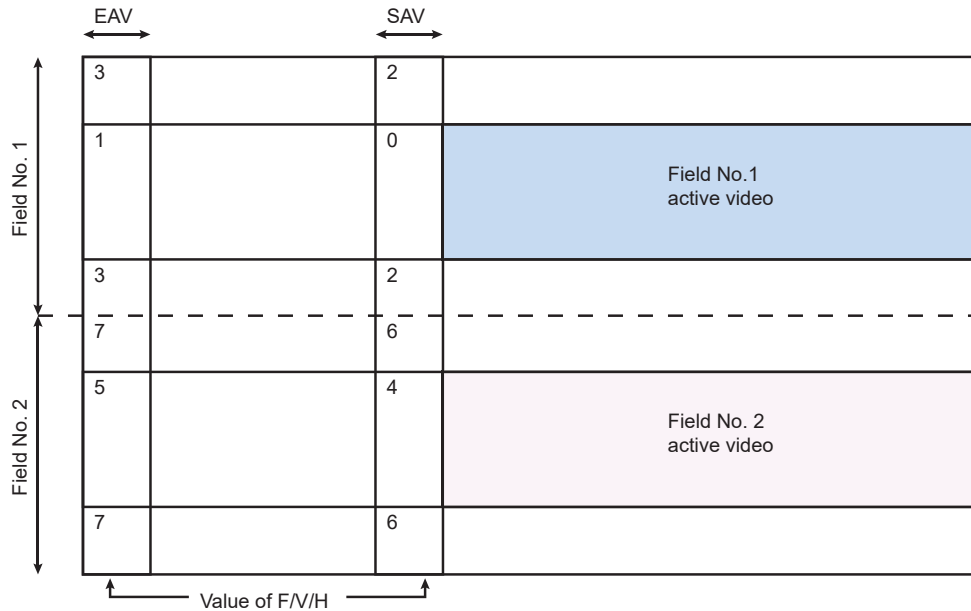 EAV
SAV
3
2
Field No. 1
1
0
Field No.1
active video
3
2
7
6
Field No. 2
5
4
Field No. 2
active video
7
6
Value of F/V/H